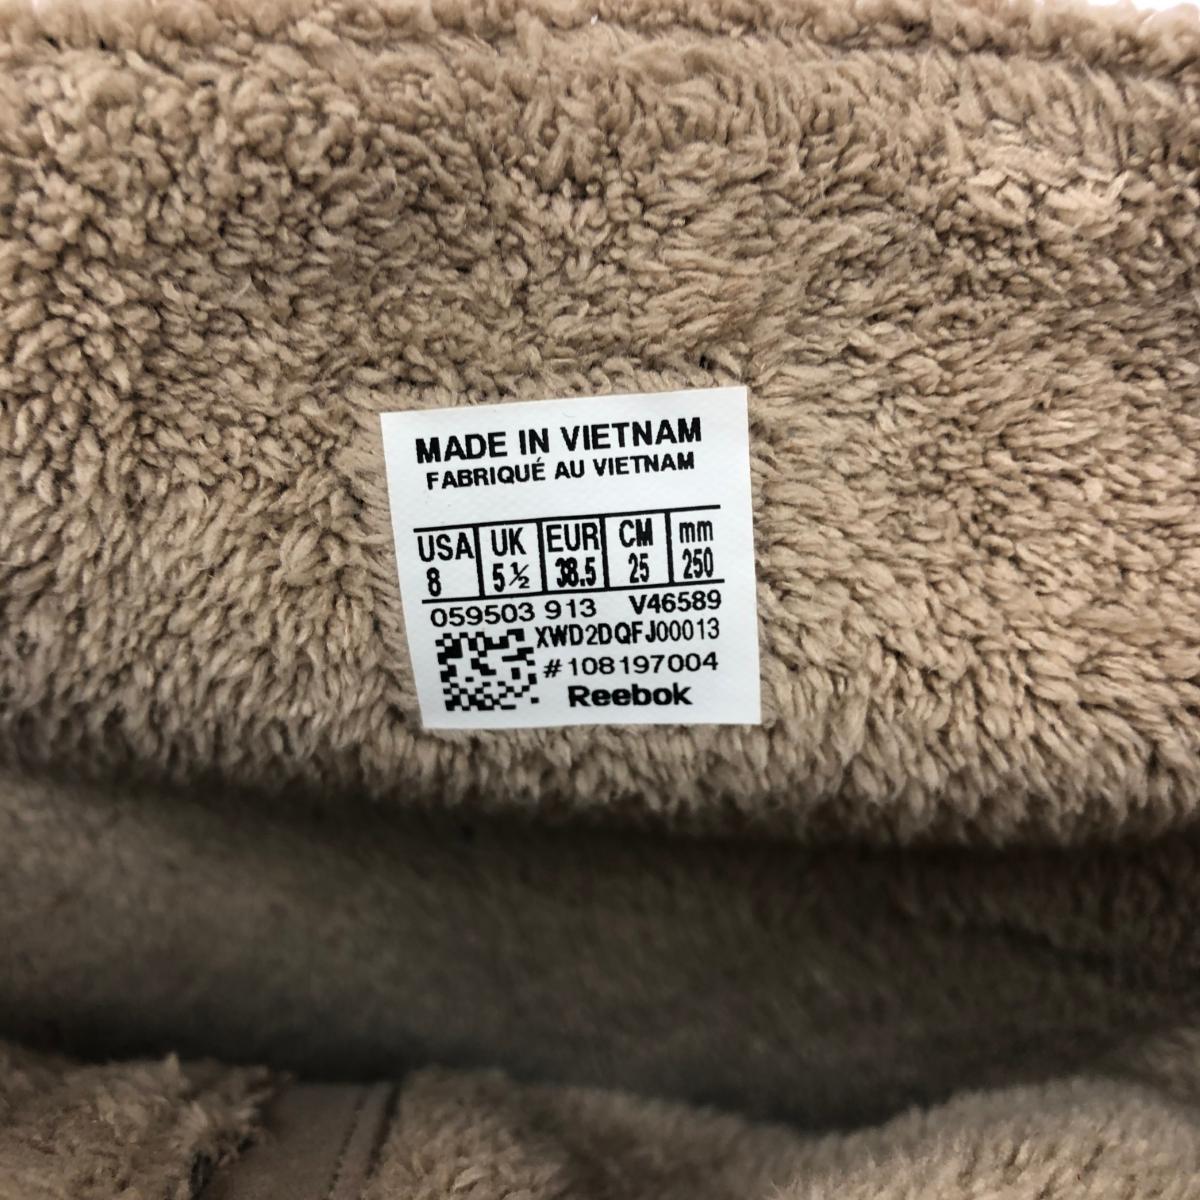 MADE IN VIETNAM
FABRIQUÉ AU VIETNAM
USA UK EUR CM mm
8 5½ 38.5 25 250
059503 913 V46589
XWD2DQFJ00013
#108197004
Reebok